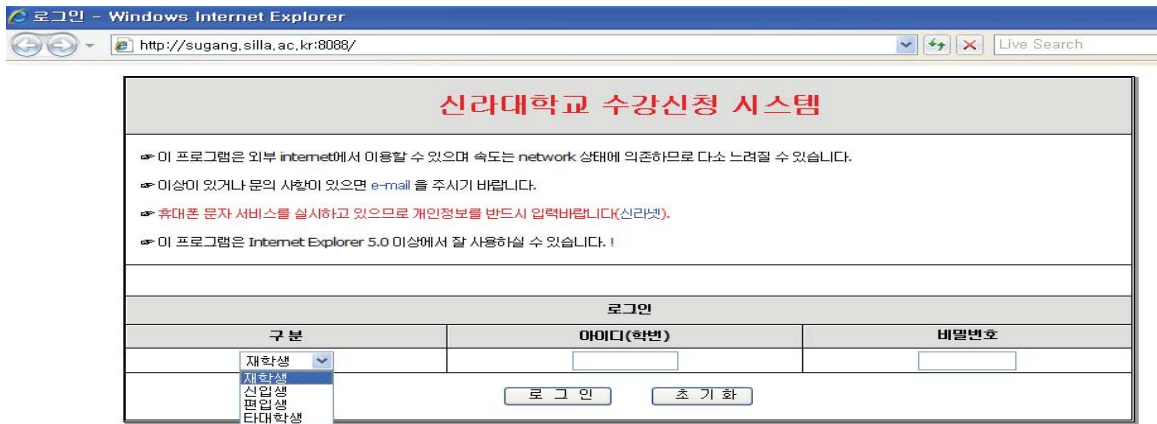 로그인 - Windows Internet Explorer
http://sugang.silla.ac.kr:8088/ Live Search
신라대학교 수강신청 시스템
☞ 이 프로그램은 외부 internet에서 이용할 수 있으며 속도는 network 상태에 의존하므로 다소 느려질 수 있습니다.
☞ 이상이 있거나 문의 사항이 있으면 e-mail 을 주시기 바랍니다.
☞ 휴대폰 문자 서비스를 실시하고 있으므로 개인정보를 반드시 입력바랍니다(신라넷).
☞ 이 프로그램은 Internet Explorer 5.0 이상에서 잘 사용하실 수 있습니다. !
로그인
구 분 아이디(학번) 비밀번호
재학생
재학생
신입생
편입생
타대학생
로 그 인 초 기 화